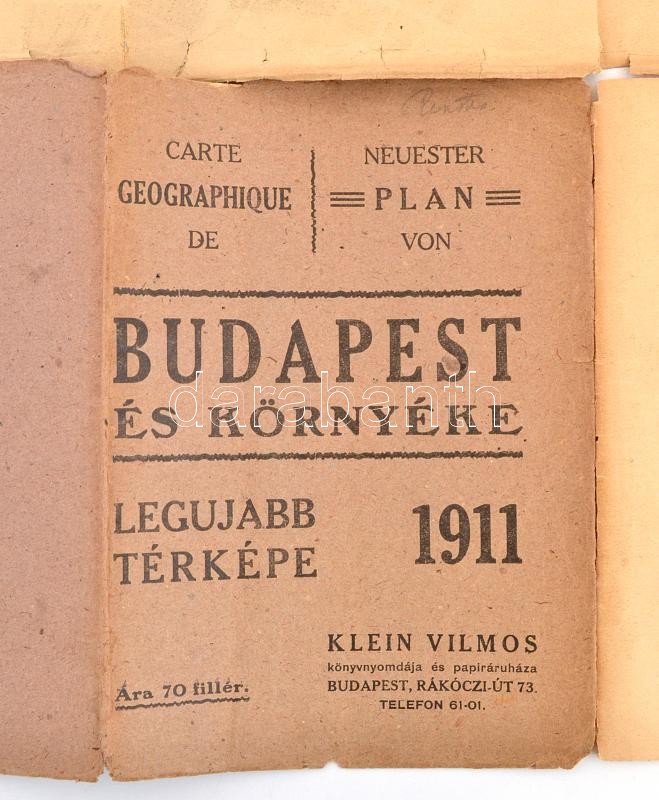 CARTE
GEOGRAPHIQUE
DE
NEUESTER
PLAN
VON
BUDAPEST
ÉS KÖRNYÉKE
darabanth
LEGUJABB
TÉRKÉPE
1911
KLEIN VILMOS
könyvnyomdája és papiráruháza
BUDAPEST, RÁKÓCZI-ÚT 73.
TELEFON 61-01.
Ára 70 fillér.